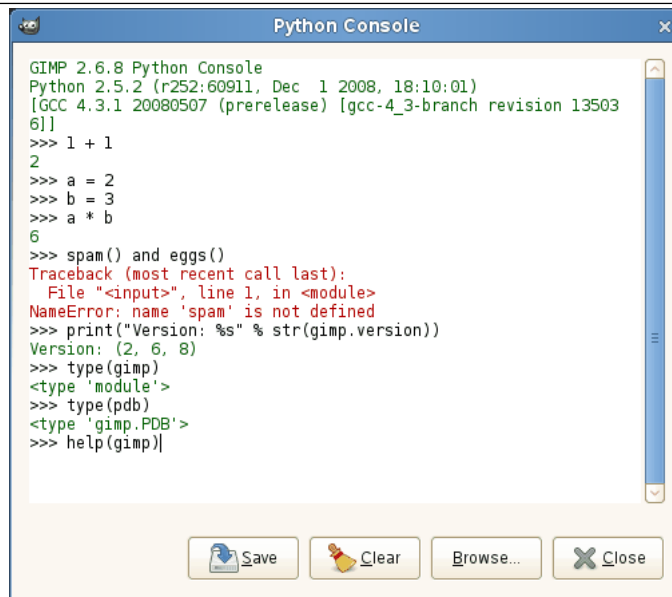 Python Console
GIMP 2.6.8 Python Console
Python 2.5.2 (r252:60911, Dec  1 2008, 18:10:01)
[GCC 4.3.1 20080507 (prerelease) [gcc-4_3-branch revision 13503
6]]
>>> 1 + 1
2
>>> a = 2
>>> b = 3
>>> a * b
6
>>> spam() and eggs()
Traceback (most recent call last):
  File "<input>", line 1, in <module>
NameError: name 'spam' is not defined
>>> print("Version: %s" % str(gimp.version))
Version: (2, 6, 8)
>>> type(gimp)
<type 'module'>
>>> type(pdb)
<type 'gimp.PDB'>
>>> help(gimp)
Save
Clear
Browse...
Close